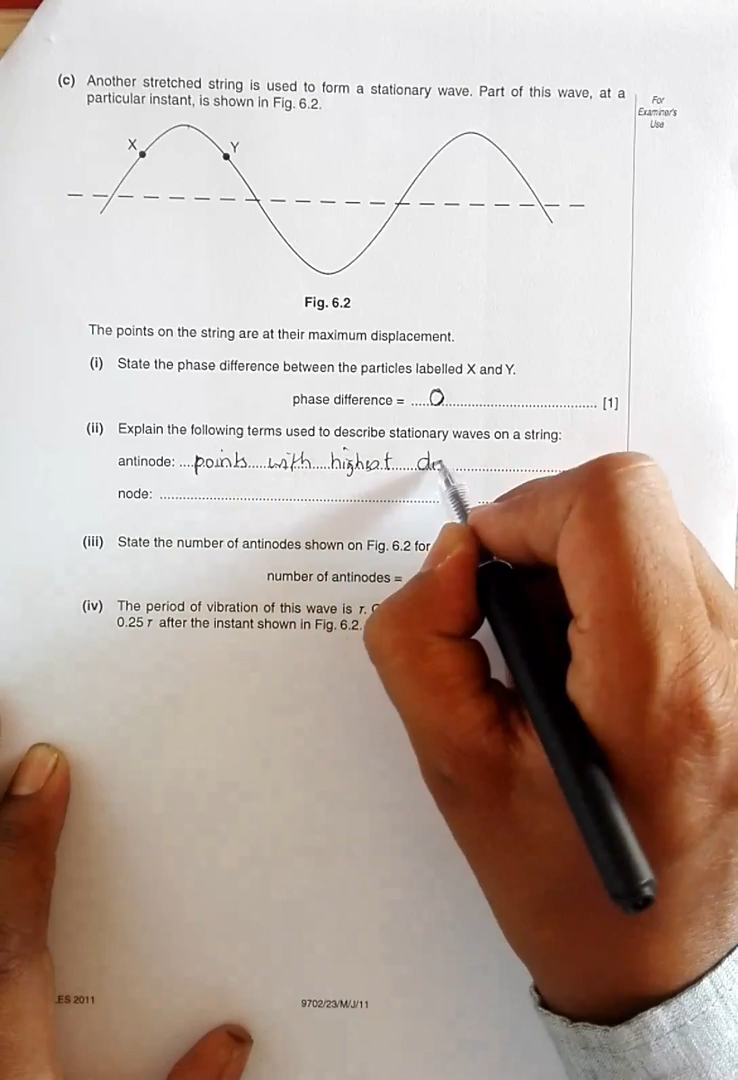 (c) Another stretched string is used to form a stationary wave. Part of this wave, at a
particular instant, is shown in Fig. 6.2.
For
Examiner's
Use
X
Y
Fig. 6.2
The points on the string are at their maximum displacement.
(i) State the phase difference between the particles labelled X and Y.
phase difference = .....0.......................................... [1]
(ii) Explain the following terms used to describe stationary waves on a string:
antinode: ....points.....with....highest......
node: ................................................................
(iii) State the number of antinodes shown on Fig. 6.2 for
number of antinodes =
(iv) The period of vibration of this wave is τ.
0.25 τ after the instant shown in Fig. 6.2.
ES 2011
9702/23/M/J/11